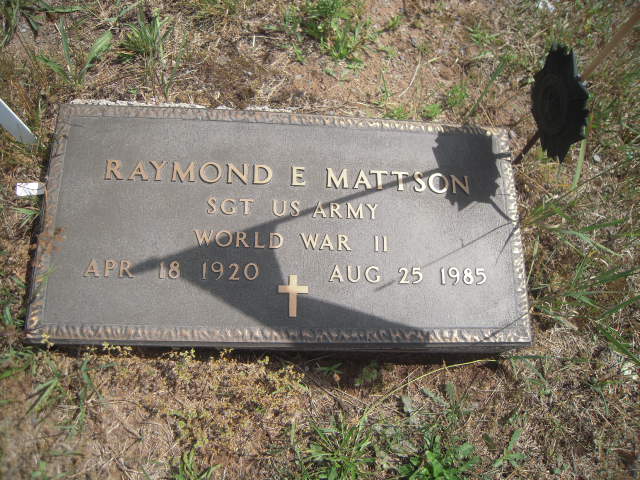 RAYMOND E MATTSON
SGT US ARMY
WORLD WAR II
APR 18 1920 AUG 25 1985